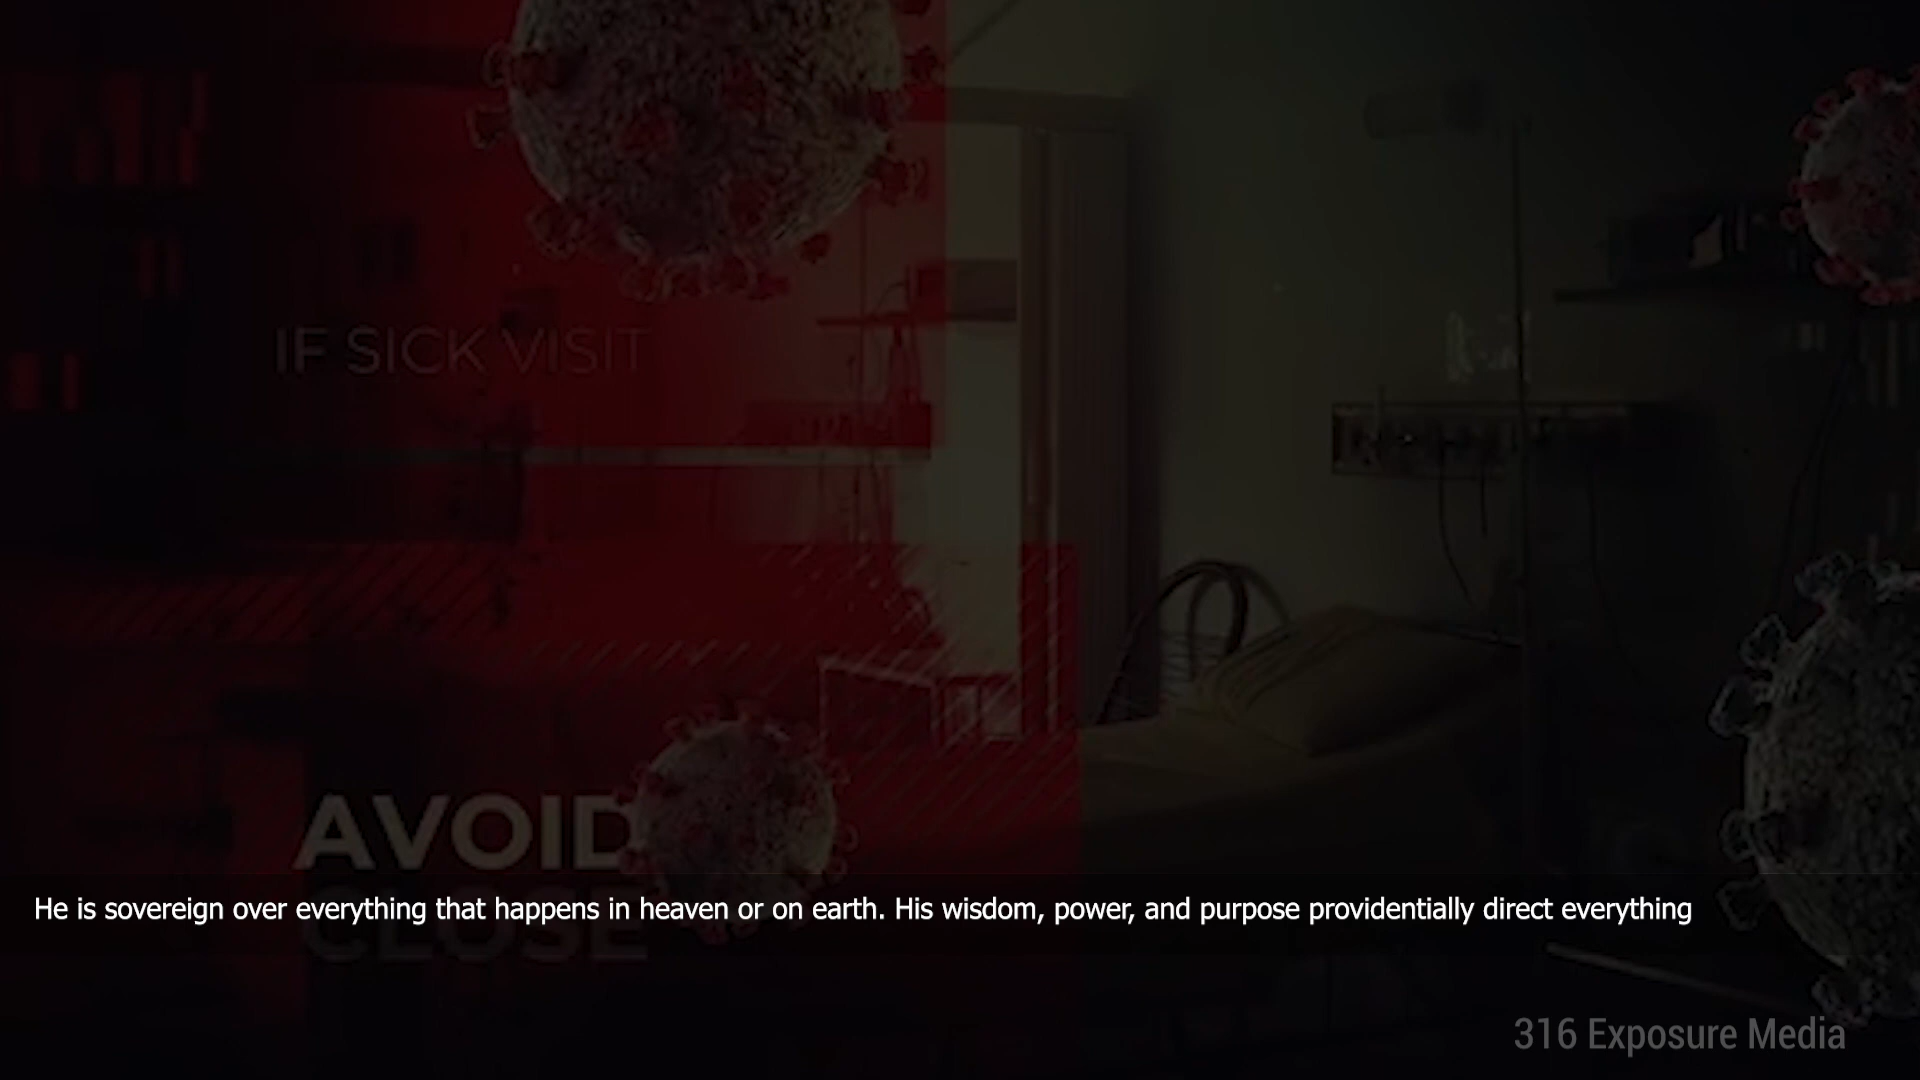 IF SICK VISIT
AVOID
CLOSE
He is sovereign over everything that happens in heaven or on earth. His wisdom, power, and purpose providentially direct everything
316 Exposure Media